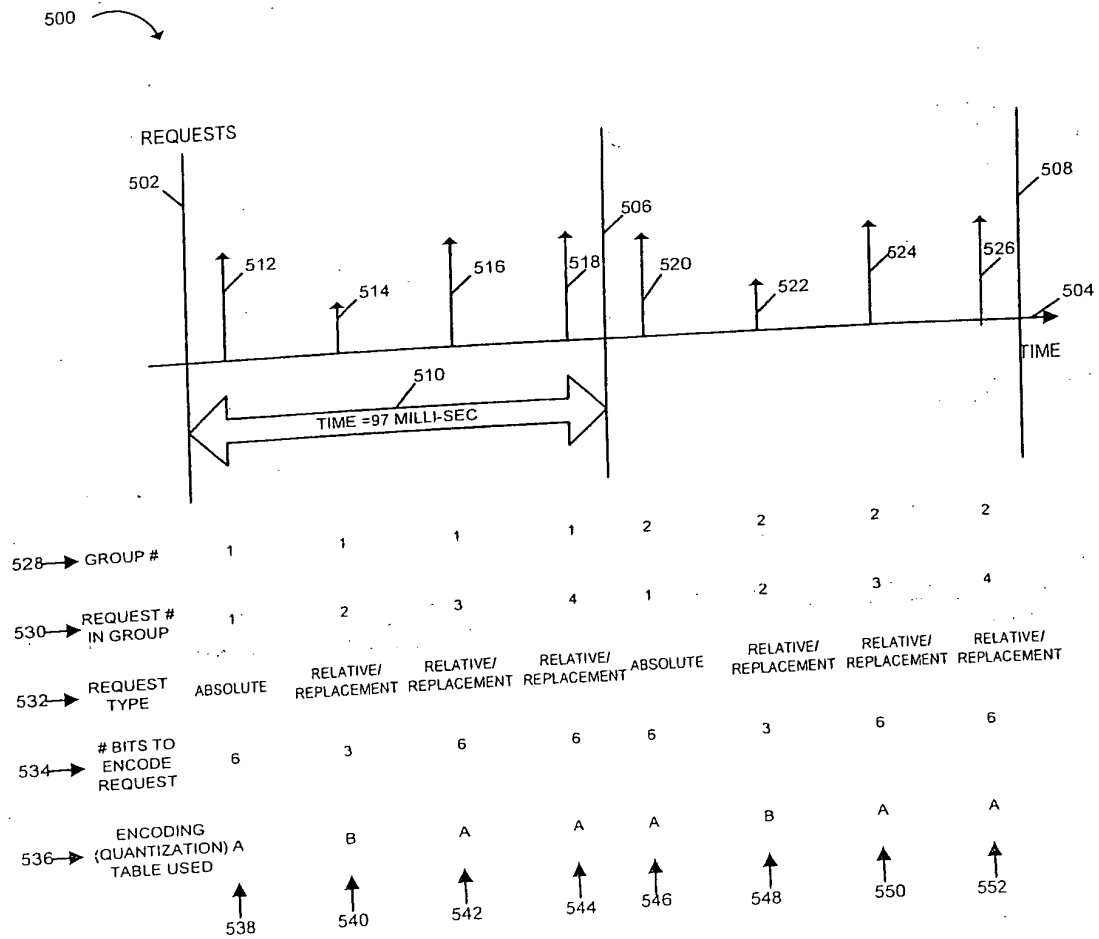 500
REQUESTS
502
506
508
512
514
516
518
520
522
524
526
504
TIME
510
TIME =97 MILLI-SEC
528 GROUP # 1 1 1 1 2 2 2 2
530 REQUEST #
IN GROUP 1 2 3 4 1 2 3 4
532 REQUEST
TYPE ABSOLUTE RELATIVE/
REPLACEMENT RELATIVE/
REPLACEMENT RELATIVE/
REPLACEMENT ABSOLUTE RELATIVE/
REPLACEMENT RELATIVE/
REPLACEMENT RELATIVE/
REPLACEMENT
534 # BITS TO
ENCODE
REQUEST 6 3 6 6 6 3 6 6
536 ENCODING
(QUANTIZATION)
TABLE USED A B A A A B A A
538 540 542 544 546 548 550 552